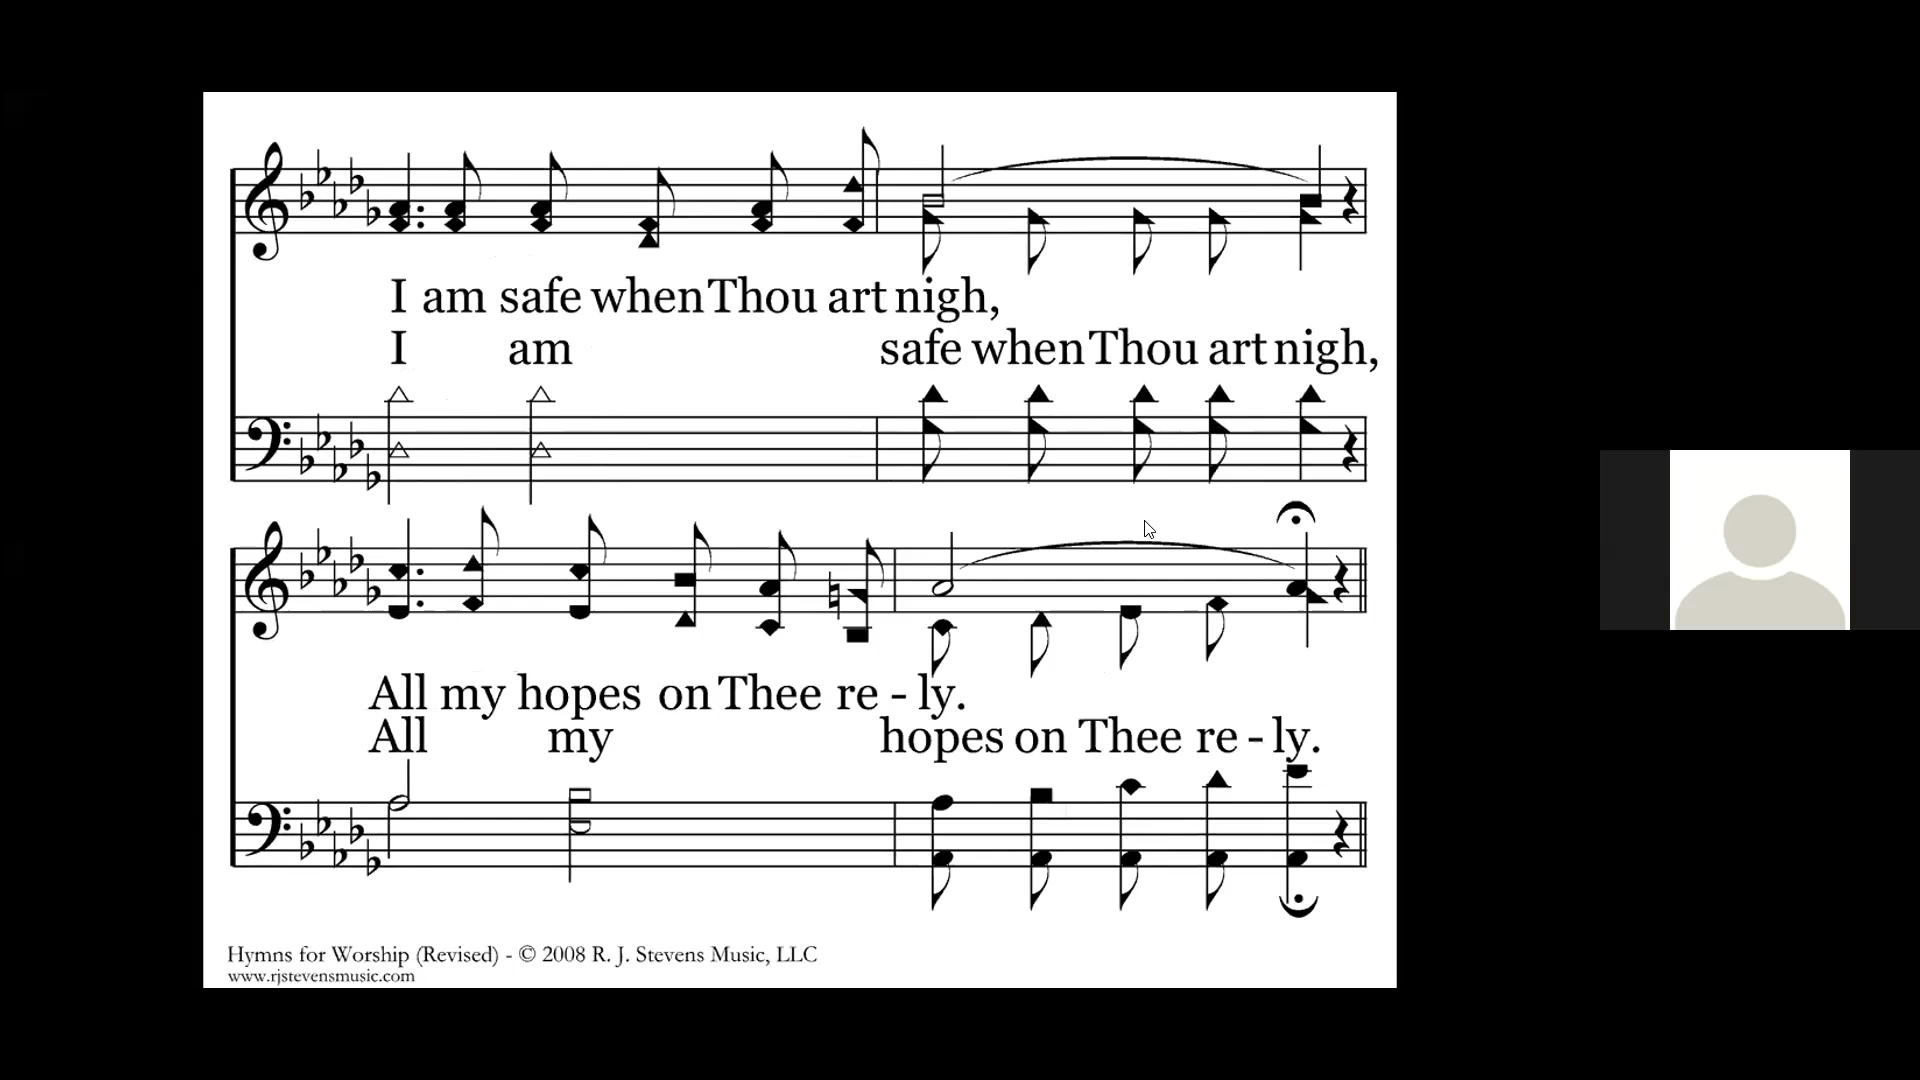 I am safe when Thou art nigh,
I am safe when Thou art nigh,
All my hopes on Thee re - ly.
All my hopes on Thee re - ly.
Hymns for Worship (Revised) - © 2008 R. J. Stevens Music, LLC
www.rjstevensmusic.com